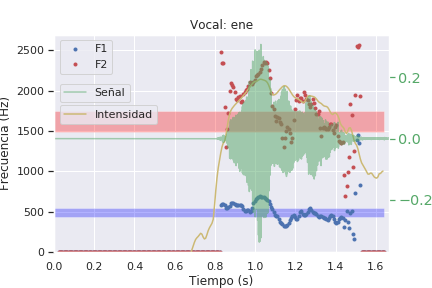 Vocal: ene
F1
F2
Señal
Intensidad
Frecuencia (Hz)
2500
2000
1500
1000
500
0
0.2
0.0
−0.2
0.0 0.2 0.4 0.6 0.8 1.0 1.2 1.4 1.6
Tiempo (s)